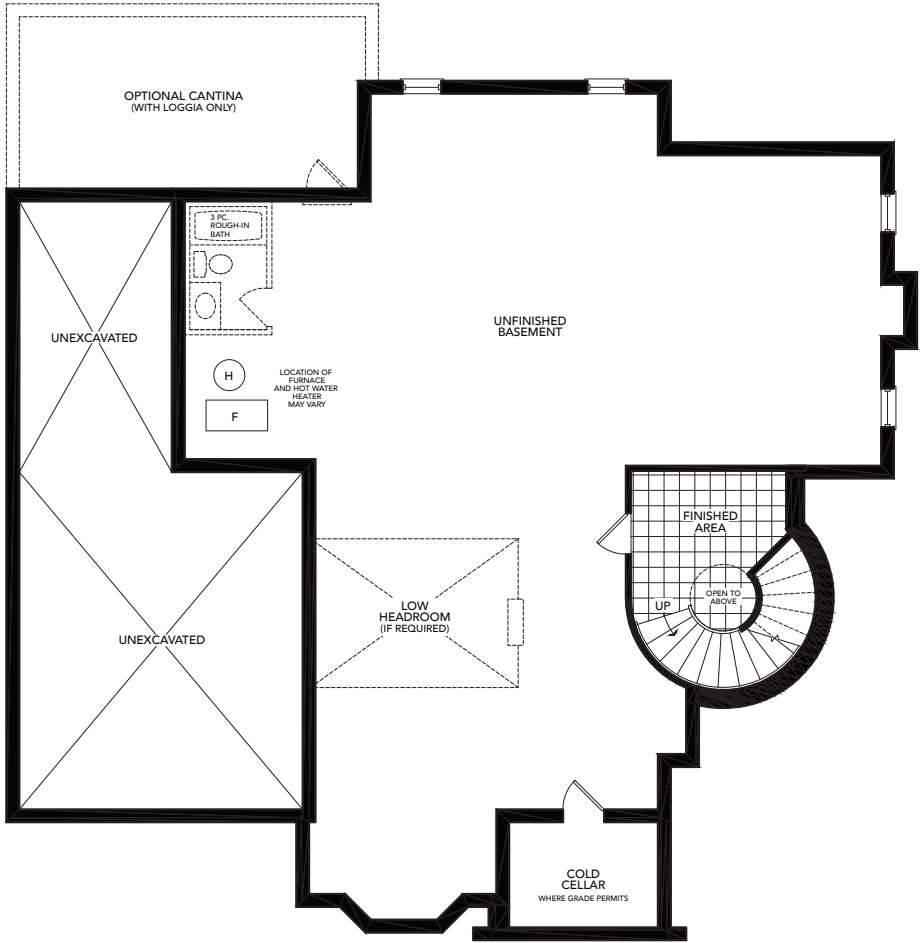 OPTIONAL CANTINA
(WITH LOGGIA ONLY)
3 PC.
ROUGH-IN
BATH
UNEXCAVATED
UNFINISHED
BASEMENT
H
LOCATION OF
FURNACE
AND HOT WATER
HEATER
MAY VARY
F
FINISHED
AREA
OPEN TO
ABOVE
UP
LOW
HEADROOM
(IF REQUIRED)
UNEXCAVATED
COLD
CELLAR
WHERE GRADE PERMITS